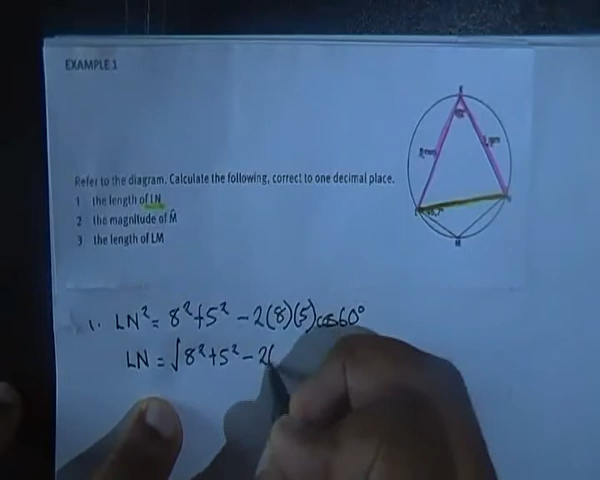 EXAMPLE 1
Refer to the diagram. Calculate the following, correct to one decimal place.
1 the length of LN
2 the magnitude of M̂
3 the length of LM
1. LN² = 8²+5² - 2(8)(5)cos60°
LN = √8²+5² - 2(